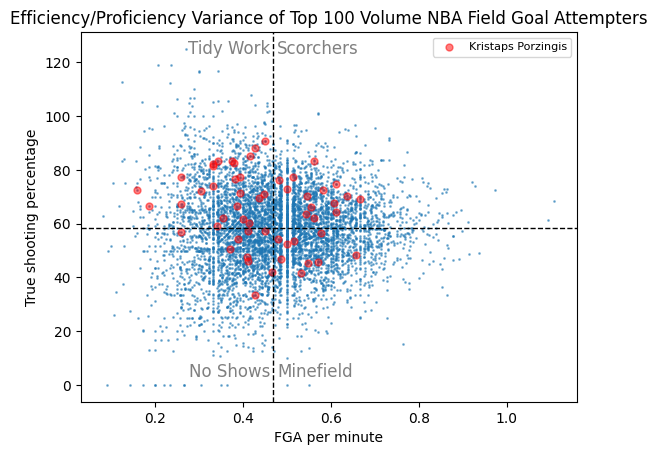 Efficiency/Proficiency Variance of Top 100 Volume NBA Field Goal Attempters
Tidy Work Scorchers
Kristaps Porzingis
120
100
80
60
40
20
0
True shooting percentage
No Shows Minefield
0.2 0.4 0.6 0.8 1.0
FGA per minute